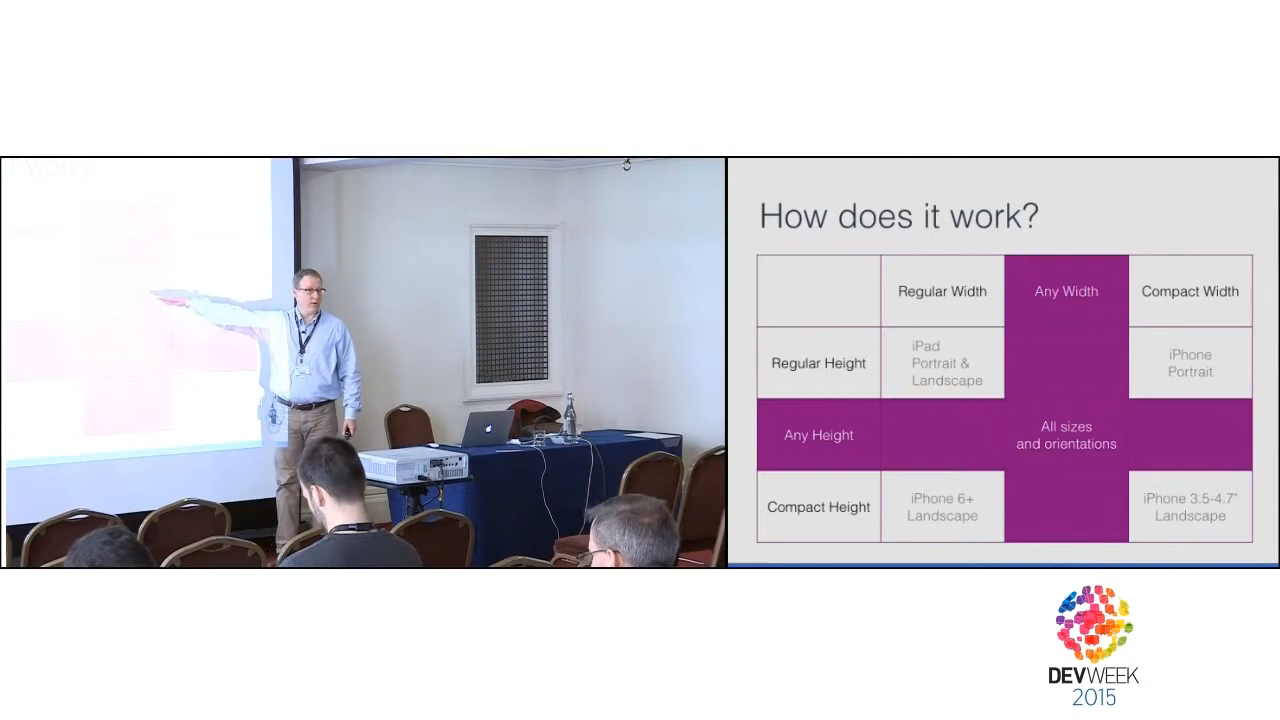 How does it work?
Regular Width
Any Width
Compact Width
Regular Height
iPad
Portrait &
Landscape
iPhone
Portrait
Any Height
All sizes
and orientations
Compact Height
iPhone 6+
Landscape
iPhone 3.5-4.7"
Landscape
DEVWEEK
2015